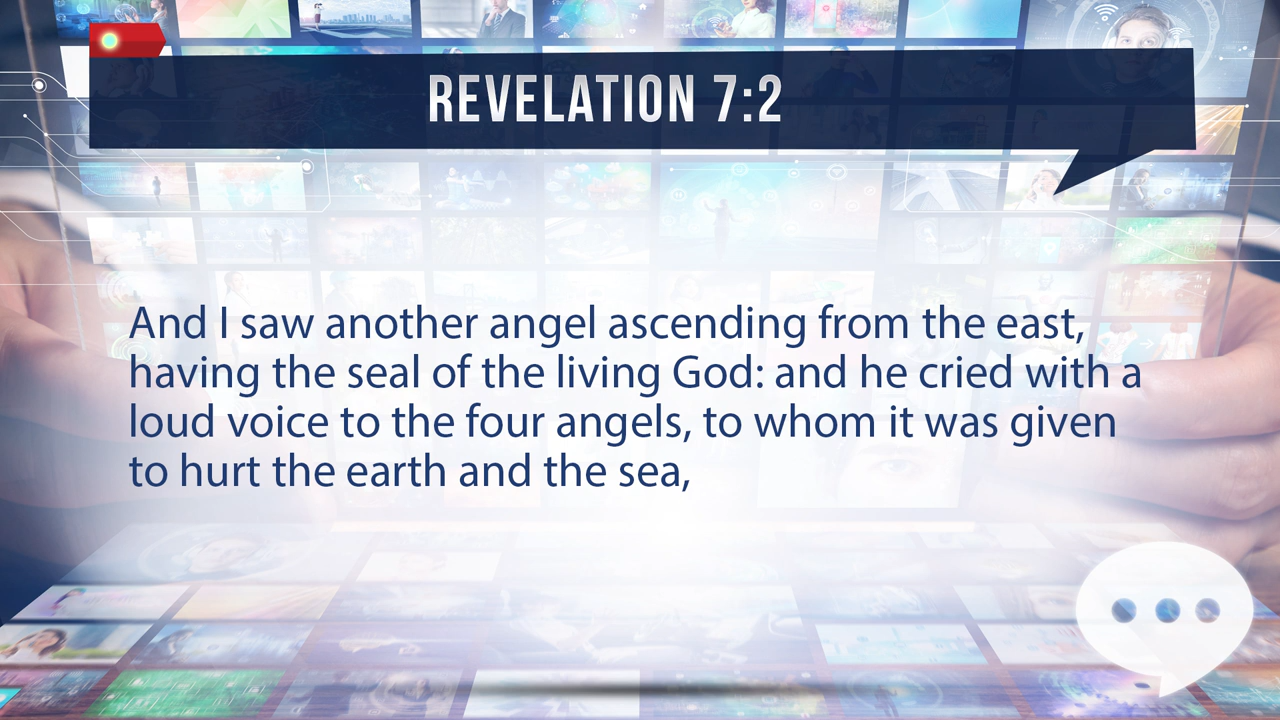 REVELATION 7:2
And I saw another angel ascending from the east,
having the seal of the living God: and he cried with a
loud voice to the four angels, to whom it was given
to hurt the earth and the sea,